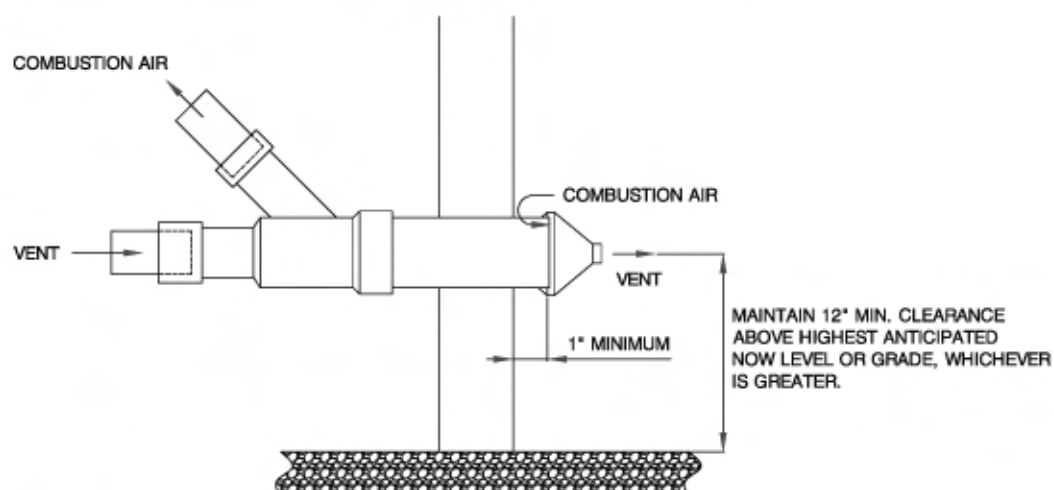 COMBUSTION AIR
COMBUSTION AIR
VENT
VENT
1" MINIMUM
MAINTAIN 12" MIN. CLEARANCE
ABOVE HIGHEST ANTICIPATED
NOW LEVEL OR GRADE, WHICHEVER
IS GREATER.